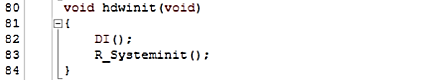 80 void hdwinit(void)
81 {
82 DI();
83 R_Systeminit();
84 }